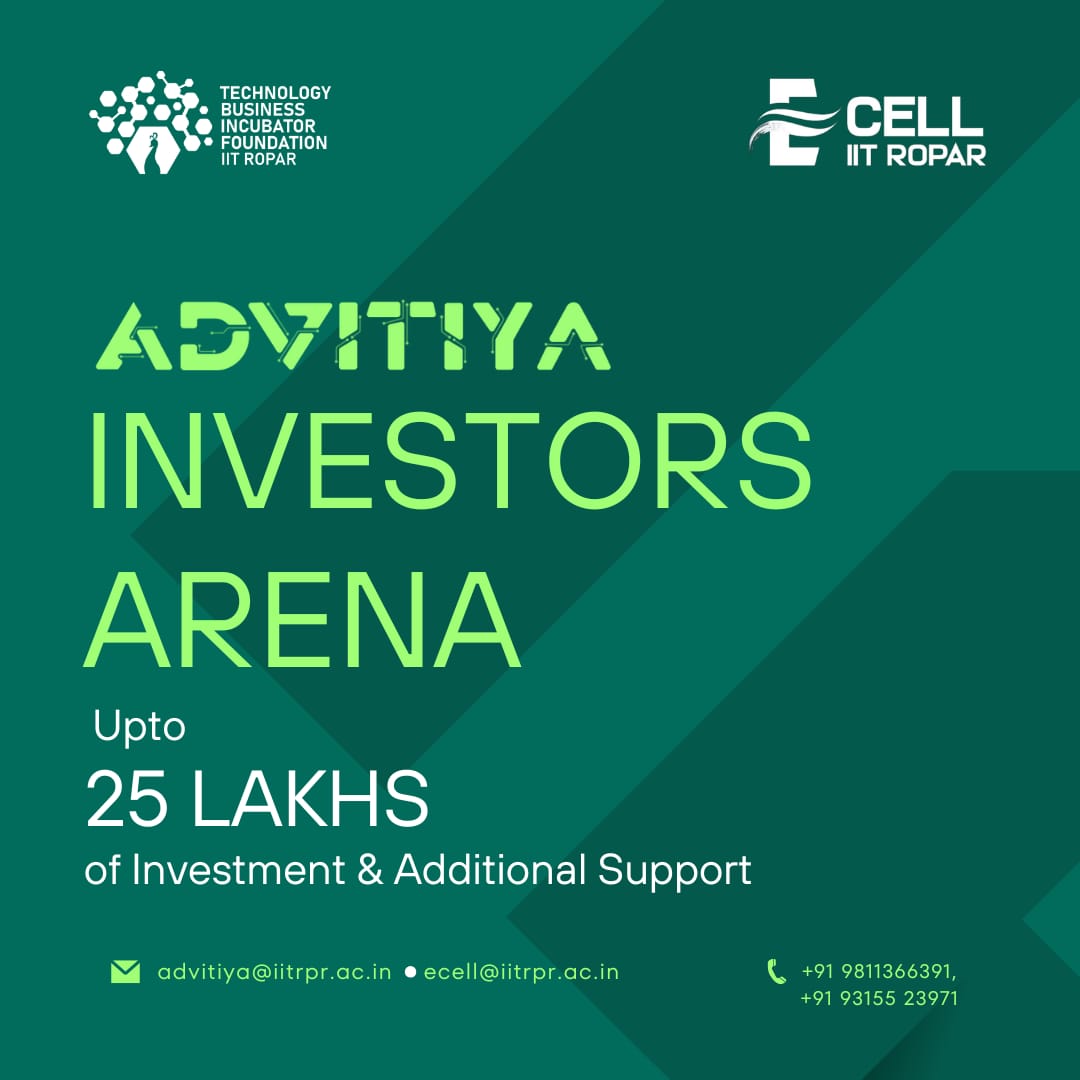 TECHNOLOGY
BUSINESS
INCUBATOR
FOUNDATION
IIT ROPAR
E CELL
IIT ROPAR
ADVITIYA
INVESTORS
ARENA
Upto
25 LAKHS
of Investment & Additional Support
advitiya@iitrpr.ac.in ● ecell@iitrpr.ac.in
+91 9811366391,
+91 93155 23971